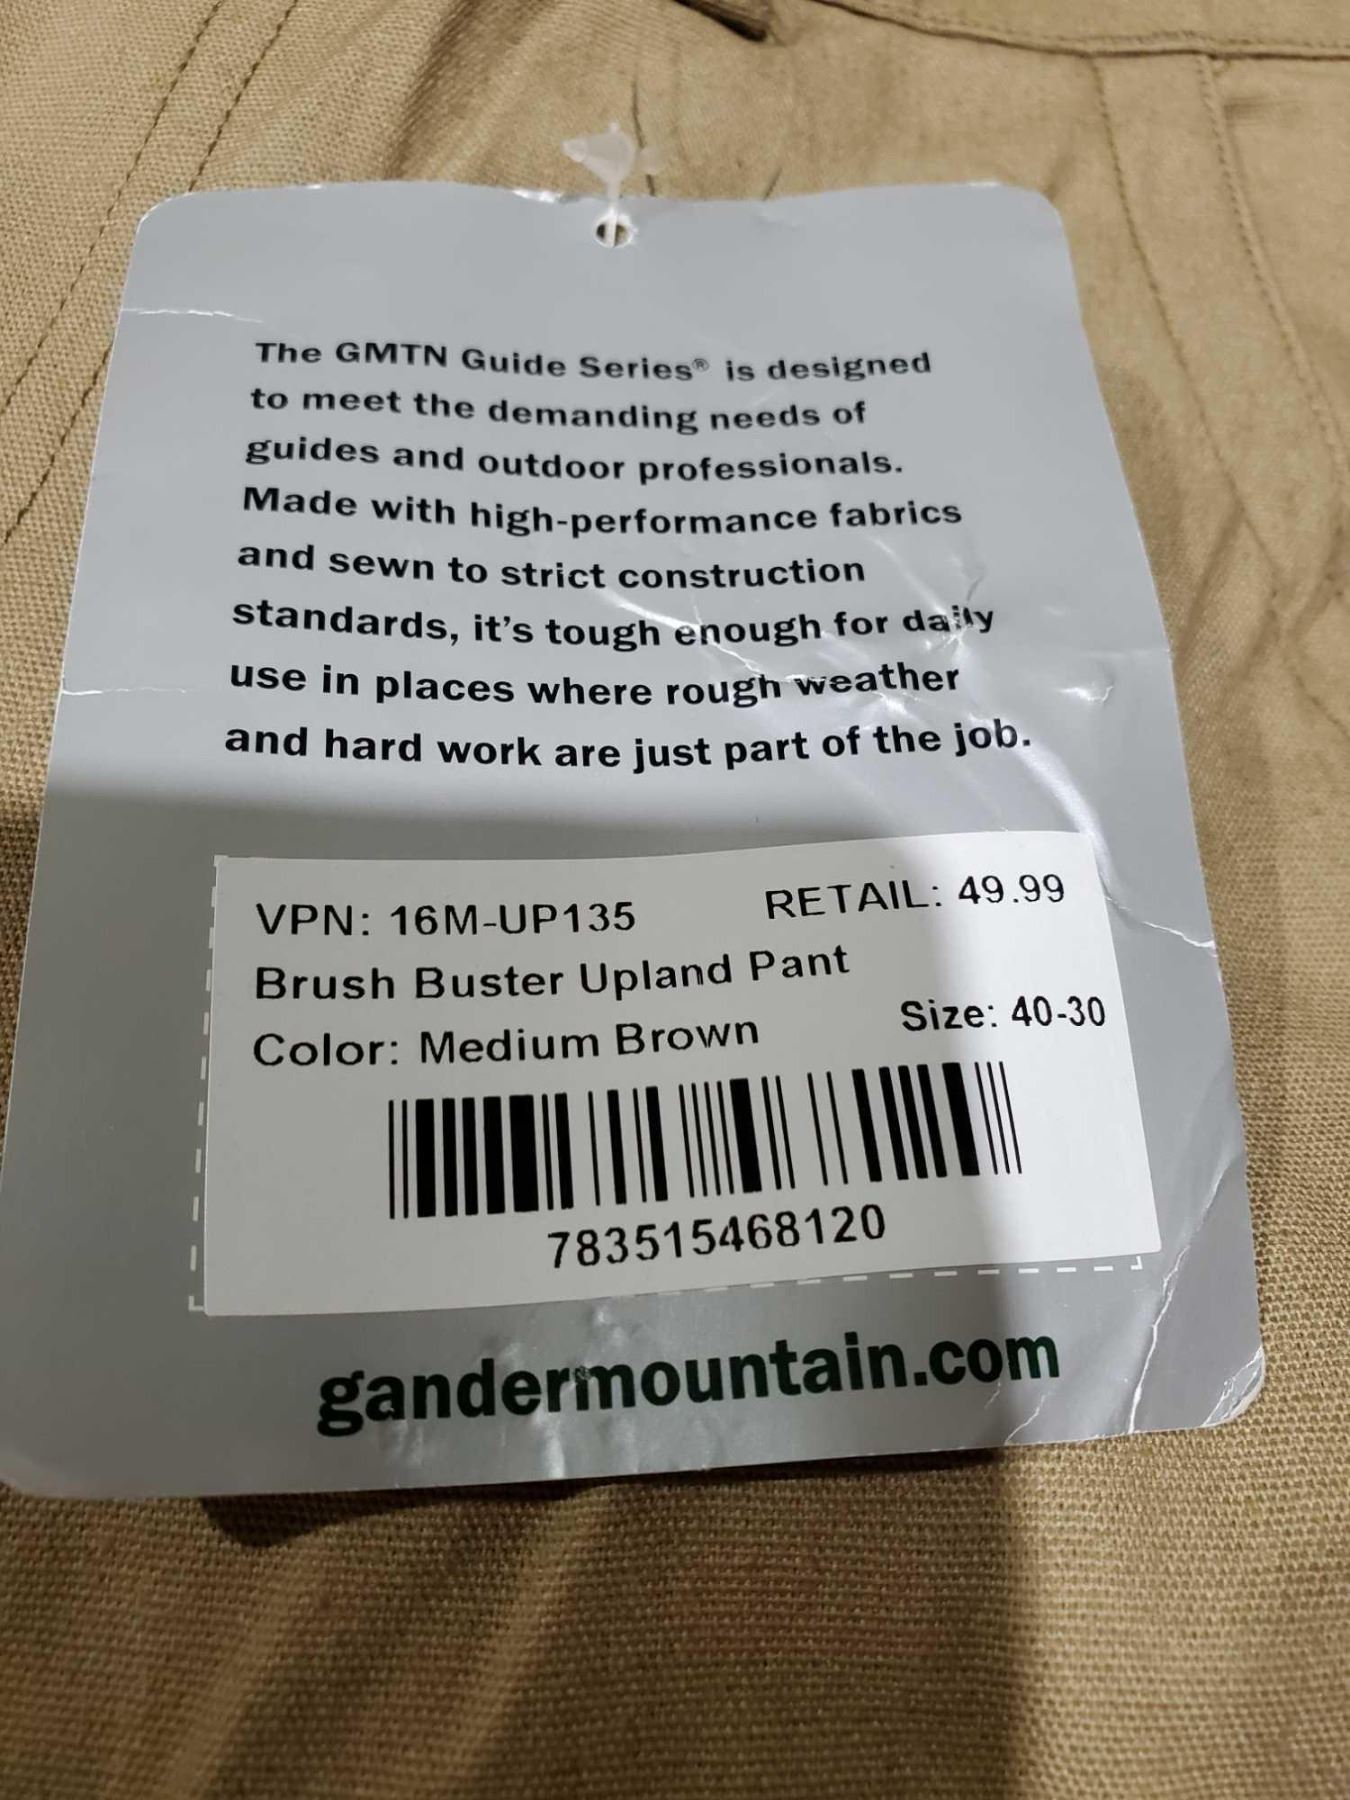 The GMTN Guide Series® is designed
to meet the demanding needs of
guides and outdoor professionals.
Made with high-performance fabrics
and sewn to strict construction
standards, it's tough enough for daily
use in places where rough weather
and hard work are just part of the job.
VPN: 16M-UP135 RETAIL: 49.99
Brush Buster Upland Pant
Color: Medium Brown Size: 40-30
783515468120
gandermountain.com